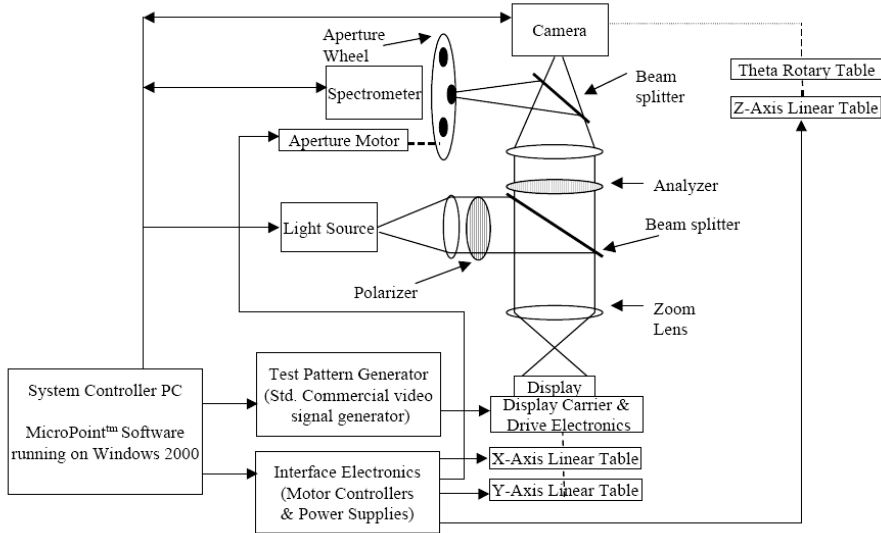 Camera
Aperture
Wheel
Spectrometer
Beam
splitter
Theta Rotary Table
Z-Axis Linear Table
Aperture Motor
Analyzer
Light Source
Beam splitter
Polarizer
Zoom
Lens
System Controller PC
MicroPoint™ Software
running on Windows 2000
Test Pattern Generator
(Std. Commercial video
signal generator)
Display
Display Carrier &
Drive Electronics
Interface Electronics
(Motor Controllers
& Power Supplies)
X-Axis Linear Table
Y-Axis Linear Table